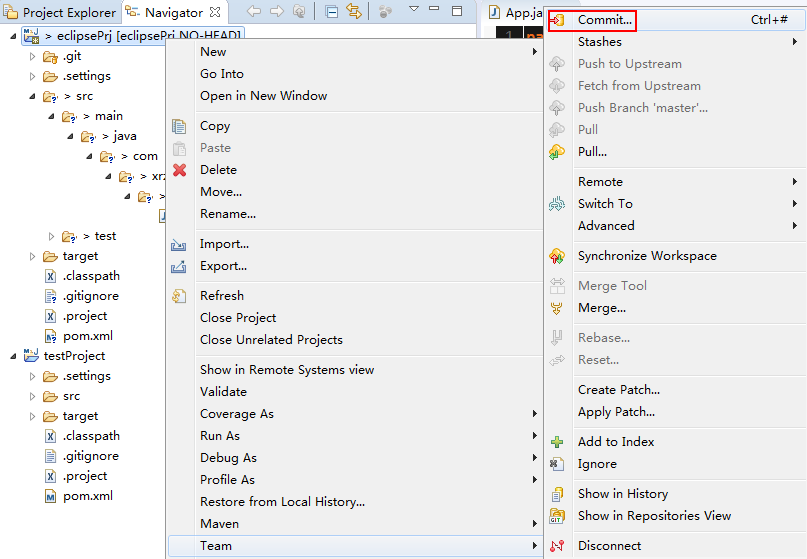 Project Explorer
Navigator
> eclipsePrj [eclipsePrj NO-HEAD]
.git
.settings
> src
> main
> java
> com
> xrz
>
> test
target
.classpath
.gitignore
.project
pom.xml
testProject
.settings
src
target
.classpath
.gitignore
.project
pom.xml
New
Go Into
Open in New Window
Copy
Paste
Delete
Move...
Rename...
Import...
Export...
Refresh
Close Project
Close Unrelated Projects
Show in Remote Systems view
Validate
Coverage As
Run As
Debug As
Profile As
Restore from Local History...
Maven
Team
App.ja
1 pa
Commit... Ctrl+#
Stashes
Push to Upstream
Fetch from Upstream
Push Branch 'master'...
Pull
Pull...
Remote
Switch To
Advanced
Synchronize Workspace
Merge Tool
Merge...
Rebase...
Reset...
Create Patch...
Apply Patch...
Add to Index
Ignore
Show in History
Show in Repositories View
Disconnect